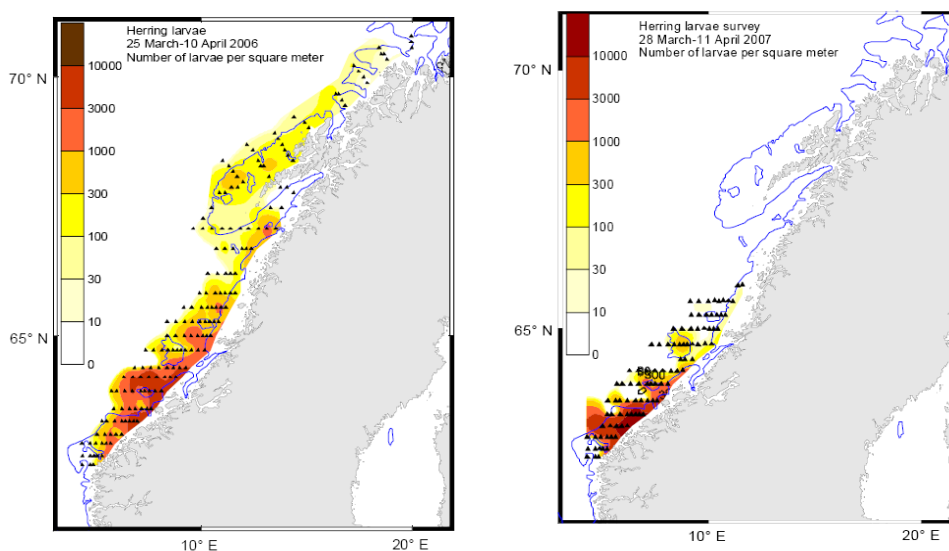 Herring larvae
25 March-10 April 2006
Number of larvae per square meter
70° N
10000
3000
1000
300
100
30
10
0
65° N
10° E
20° E
Herring larvae survey
28 March-11 April 2007
Number of larvae per square meter
70° N
10000
3000
1000
300
100
30
10
0
65° N
300
10° E
20° E